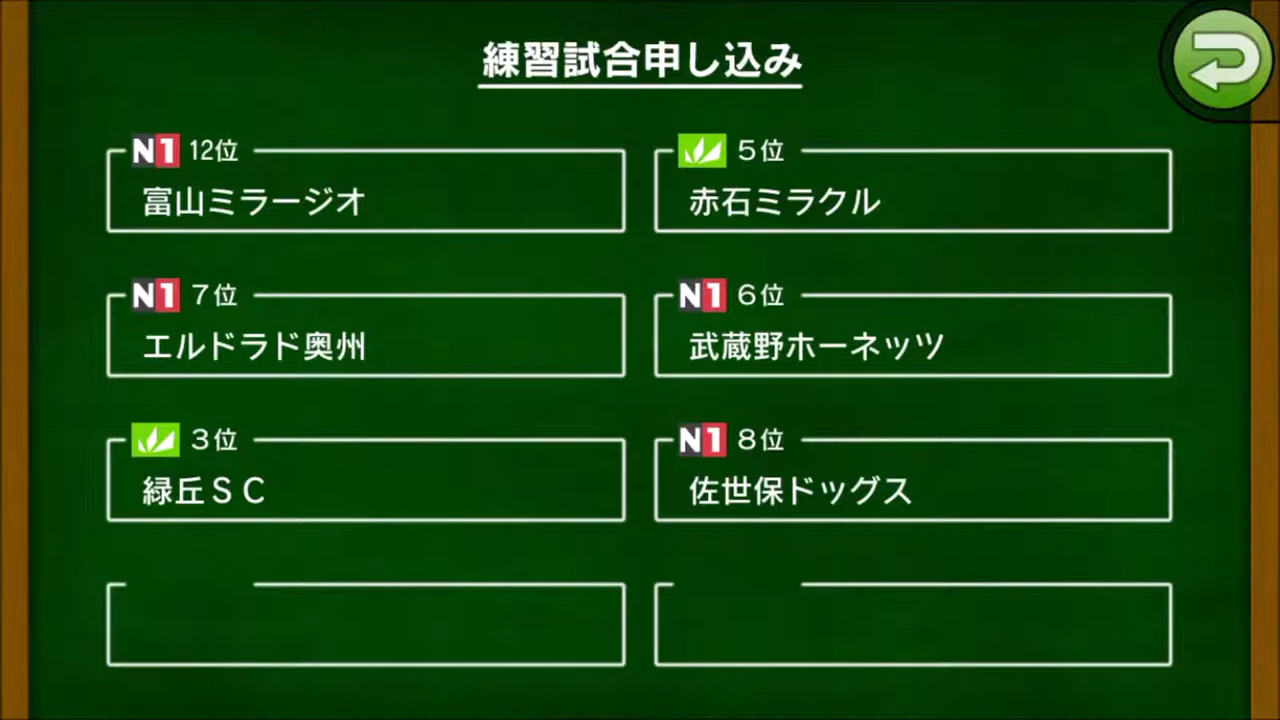 練習試合申し込み
N1 12位
富山ミラージオ
5位
赤石ミラクル
N1 7位
エルドラド奥州
N1 6位
武蔵野ホーネッツ
3位
緑丘SC
N1 8位
佐世保ドッグス